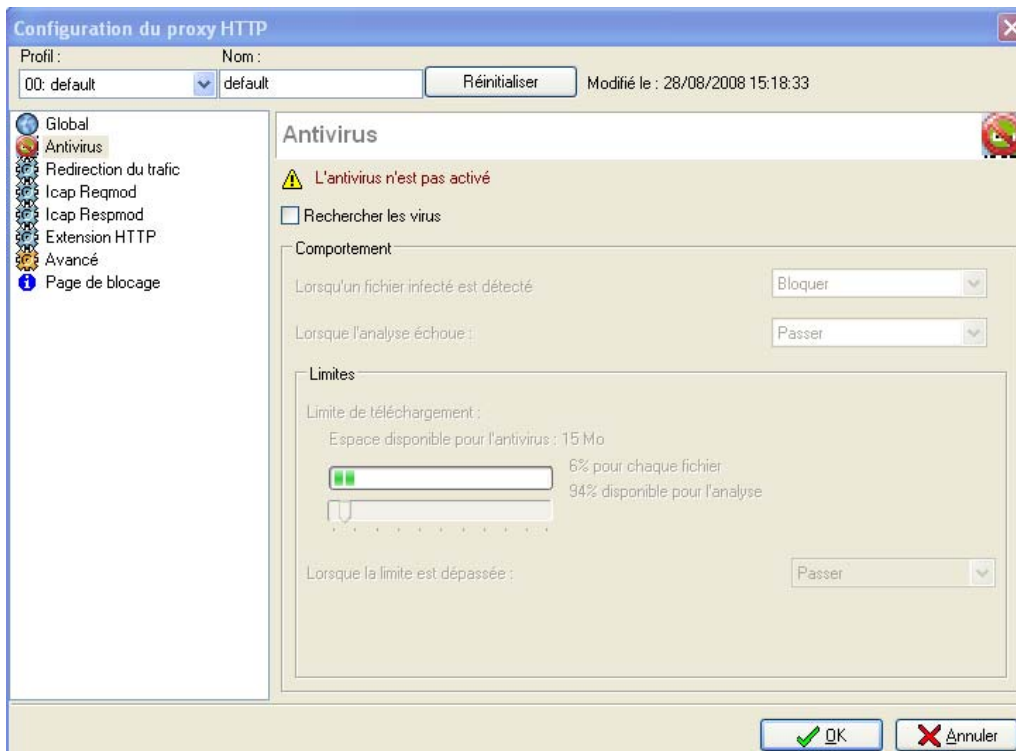 Configuration du proxy HTTP
Profil : Nom :
00: default default Réinitialiser Modifié le : 28/08/2008 15:18:33
Global
Antivirus
Redirection du trafic
Icap Reqmod
Icap Respmod
Extension HTTP
Avancé
Page de blocage
Antivirus
L'antivirus n'est pas activé
Rechercher les virus
Comportement
Lorsqu'un fichier infecté est détecté Bloquer
Lorsque l'analyse échoue : Passer
Limites
Limite de téléchargement :
Espace disponible pour l'antivirus : 15 Mo
6% pour chaque fichier
94% disponible pour l'analyse
Lorsque la limite est dépassée : Passer
OK Annuler